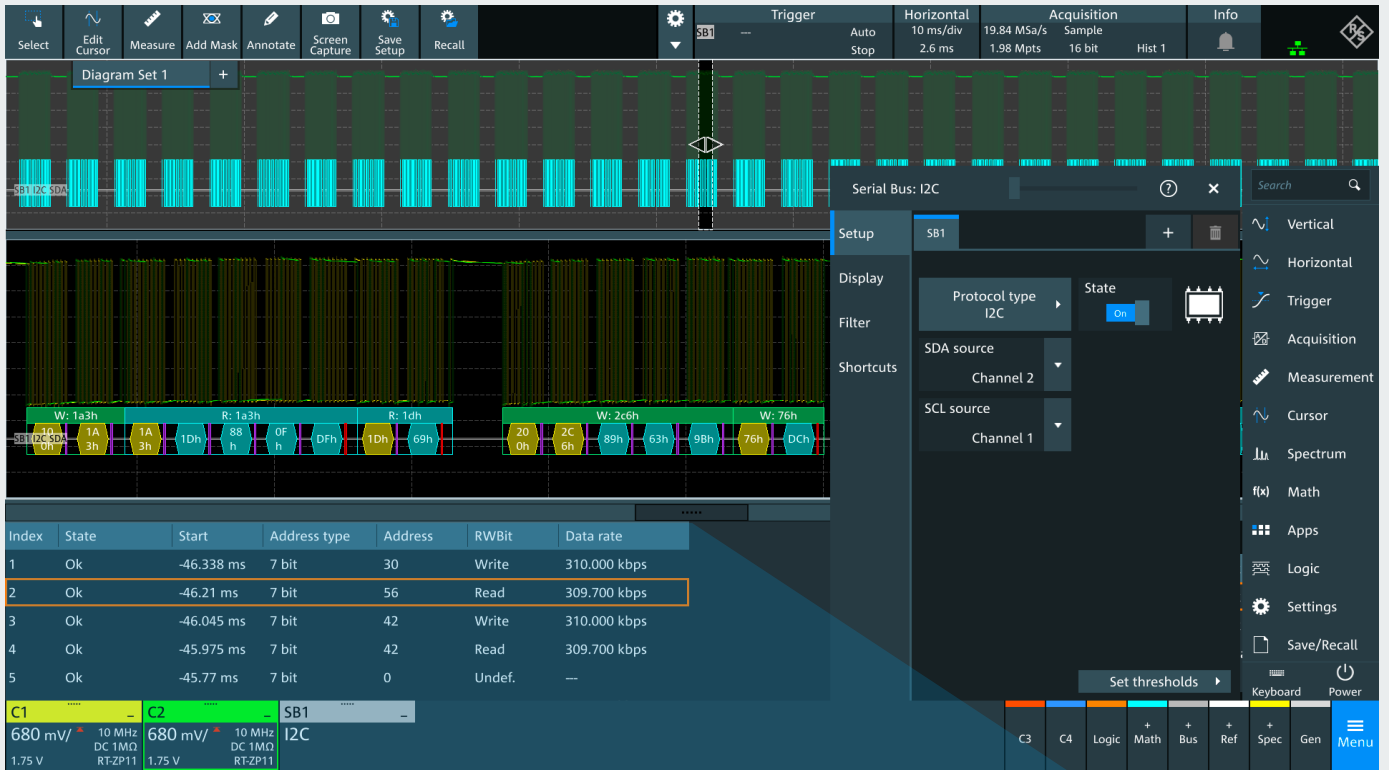 Select
Edit
Cursor
Measure
Add Mask
Annotate
Screen
Capture
Save
Setup
Recall
SB1
Trigger
---
Auto
Stop
Horizontal
10 ms/div
2.6 ms
Acquisition
19.84 MSa/s Sample
1.98 Mpts 16 bit Hist 1
Info
R&S
Diagram Set 1 +
SB1 I2C SDA
W: 1a3h R: 1a3h R: 1dh W: 2c6h W: 76h
SB1 I2C SDA
10
0h
1A
3h
1A
3h
1Dh
88
h
0F
h
DFh
1Dh
69h
20
0h
2C
6h
89h
63h
9Bh
76h
DCh
Serial Bus: I2C
?
Setup
Display
Filter
Shortcuts
SB1
+
Protocol type
I2C
State
On
SDA source
Channel 2
SCL source
Channel 1
Set thresholds
Search
Vertical
Horizontal
Trigger
Acquisition
Measurement
Cursor
Spectrum
f(x) Math
Apps
Logic
Settings
Save/Recall
Keyboard
Power
Index State Start Address type Address RWBit Data rate
1 Ok -46.338 ms 7 bit 30 Write 310.000 kbps
2 Ok -46.21 ms 7 bit 56 Read 309.700 kbps
3 Ok -46.045 ms 7 bit 42 Write 310.000 kbps
4 Ok -45.975 ms 7 bit 42 Read 309.700 kbps
5 Ok -45.77 ms 7 bit 0 Undef. ---
C1
680 mV/ 10 MHz
DC 1MΩ
1.75 V RT-ZP11
C2
680 mV/ 10 MHz
DC 1MΩ
1.75 V RT-ZP11
SB1
I2C
C3
C4
Logic
+
Math
+
Bus
+
Ref
+
Spec
Gen
Menu